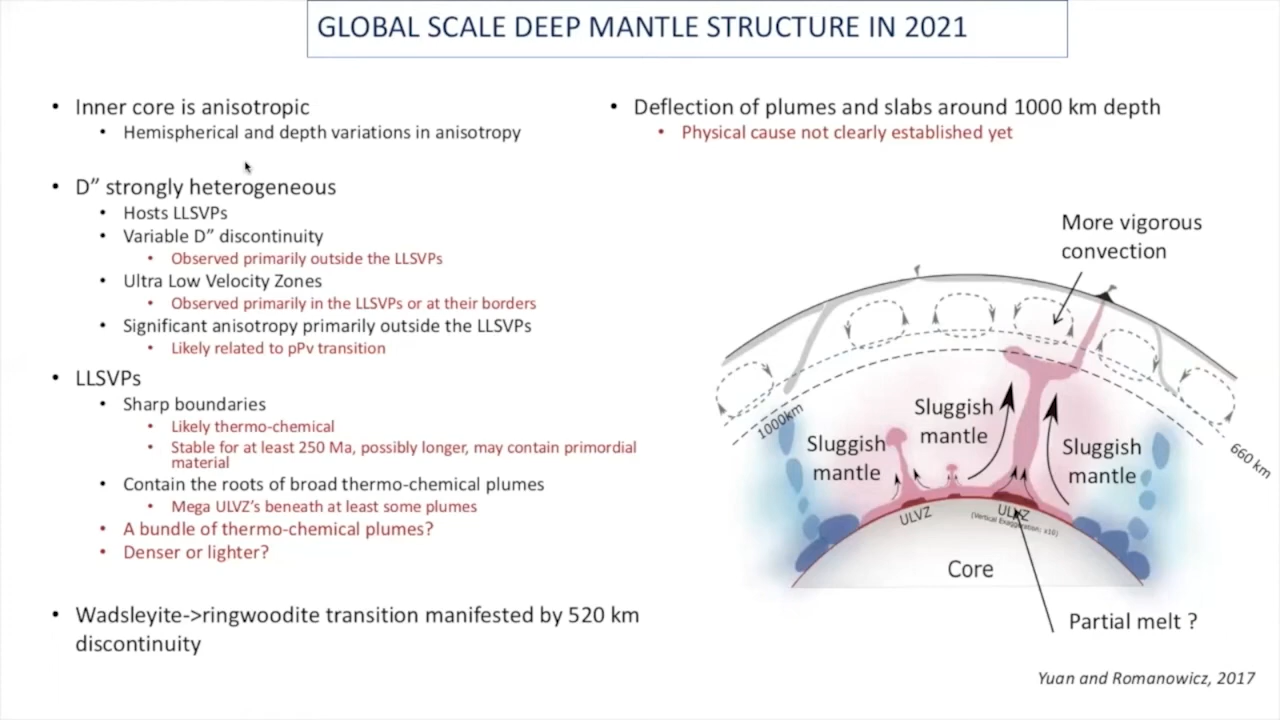 GLOBAL SCALE DEEP MANTLE STRUCTURE IN 2021
• Inner core is anisotropic
• Hemispherical and depth variations in anisotropy
• D” strongly heterogeneous
• Hosts LLSVPs
• Variable D” discontinuity
• Observed primarily outside the LLSVPs
• Ultra Low Velocity Zones
• Observed primarily in the LLSVPs or at their borders
• Significant anisotropy primarily outside the LLSVPs
• Likely related to pPv transition
• LLSVPs
• Sharp boundaries
• Likely thermo-chemical
• Stable for at least 250 Ma, possibly longer, may contain primordial
material
• Contain the roots of broad thermo-chemical plumes
• Mega ULVZ’s beneath at least some plumes
• A bundle of thermo-chemical plumes?
• Denser or lighter?
• Wadsleyite->ringwoodite transition manifested by 520 km
discontinuity
• Deflection of plumes and slabs around 1000 km depth
• Physical cause not clearly established yet
More vigorous
convection
1000km
660 km
Sluggish
mantle
Sluggish
mantle
Sluggish
mantle
ULVZ
ULVZ
(Vertical Exaggeration: x10)
Core
Partial melt ?
Yuan and Romanowicz, 2017